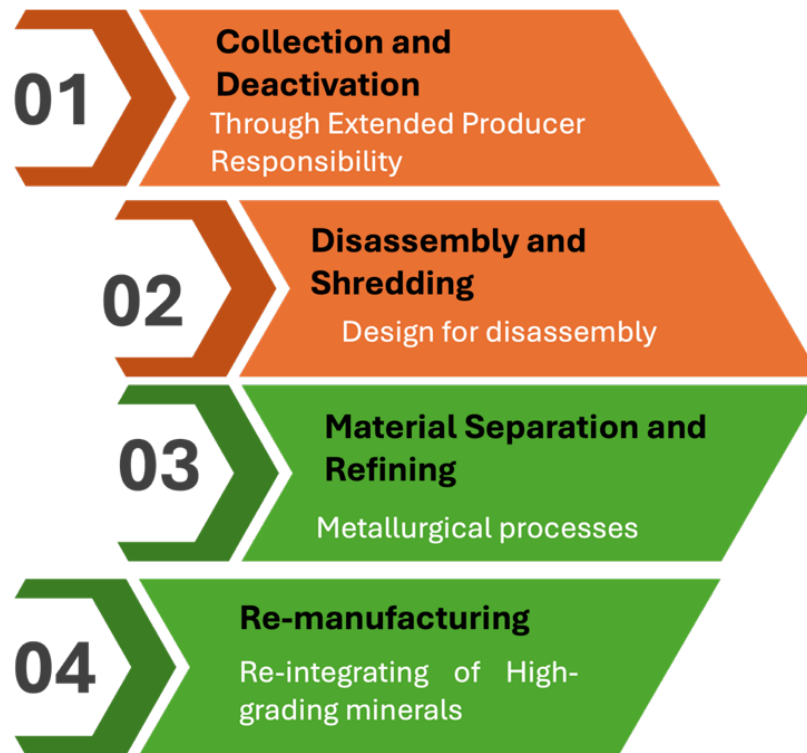 01
Collection and
Deactivation
Through Extended Producer
Responsibility
02
Disassembly and
Shredding
Design for disassembly
03
Material Separation and
Refining
Metallurgical processes
04
Re-manufacturing
Re-integrating of High-
grading minerals